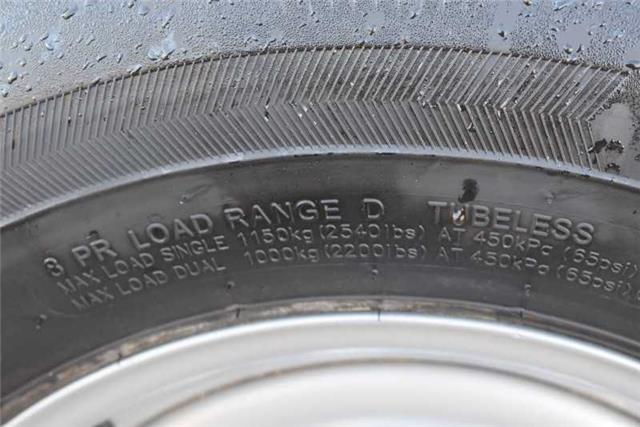 8 PR LOAD RANGE D TUBELESS
MAX LOAD SINGLE 1150kg (2540lbs) AT 450kPa (65psi)
MAX LOAD DUAL 1000kg (2200lbs) AT 450kPa (65psi)